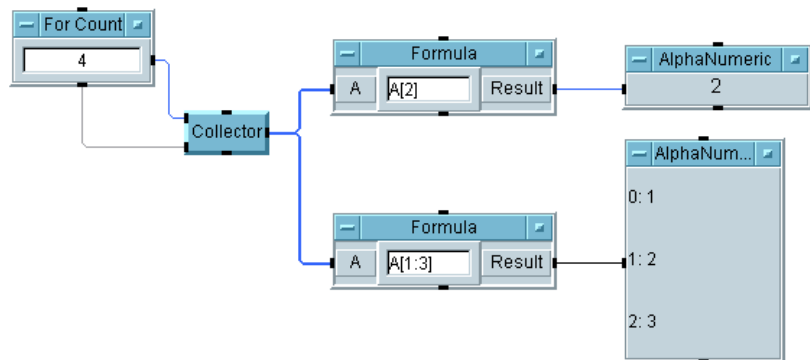 For Count
4
Collector
Formula
A
A[2]
Result
AlphaNumeric
2
Formula
A
A[1:3]
Result
AlphaNum...
0: 1
1: 2
2: 3